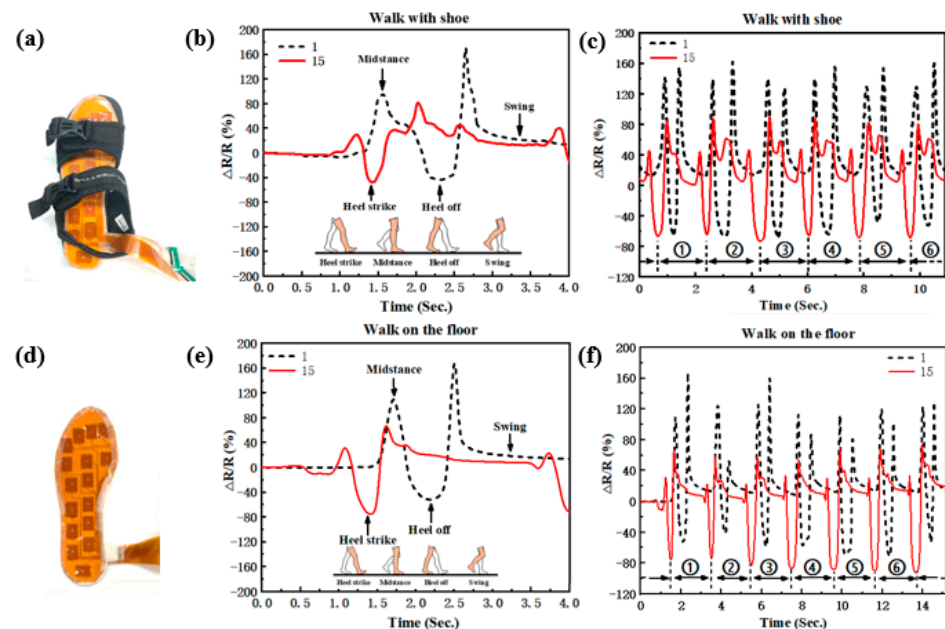 (a)
(b)
Walk with shoe
ΔR/R (%)
200
160
120
80
40
0
-40
-80
-120
-160
-200
1
15
Midstance
Swing
Heel strike
Heel off
Heel strike Midstance Heel off Swing
0.0 0.5 1.0 1.5 2.0 2.5 3.0 3.5 4.0
Time (Sec.)
(c)
Walk with shoe
ΔR/R (%)
200
160
120
80
40
0
-40
-80
-120
1
15
① ② ③ ④ ⑤ ⑥
0 2 4 6 8 10
Time (Sec.)
(d)
(e)
Walk on the floor
ΔR/R (%)
200
160
120
80
40
0
-40
-80
-120
-160
-200
1
15
Midstance
Swing
Heel strike
Heel off
Heel strike Midstance Heel off Swing
0.0 0.5 1.0 1.5 2.0 2.5 3.0 3.5 4.0
Time (Sec.)
(f)
Walk on the floor
ΔR/R (%)
200
160
120
80
40
0
-40
-80
-120
1
15
① ② ③ ④ ⑤ ⑥
0 2 4 6 8 10 12 14
Time (Sec.)